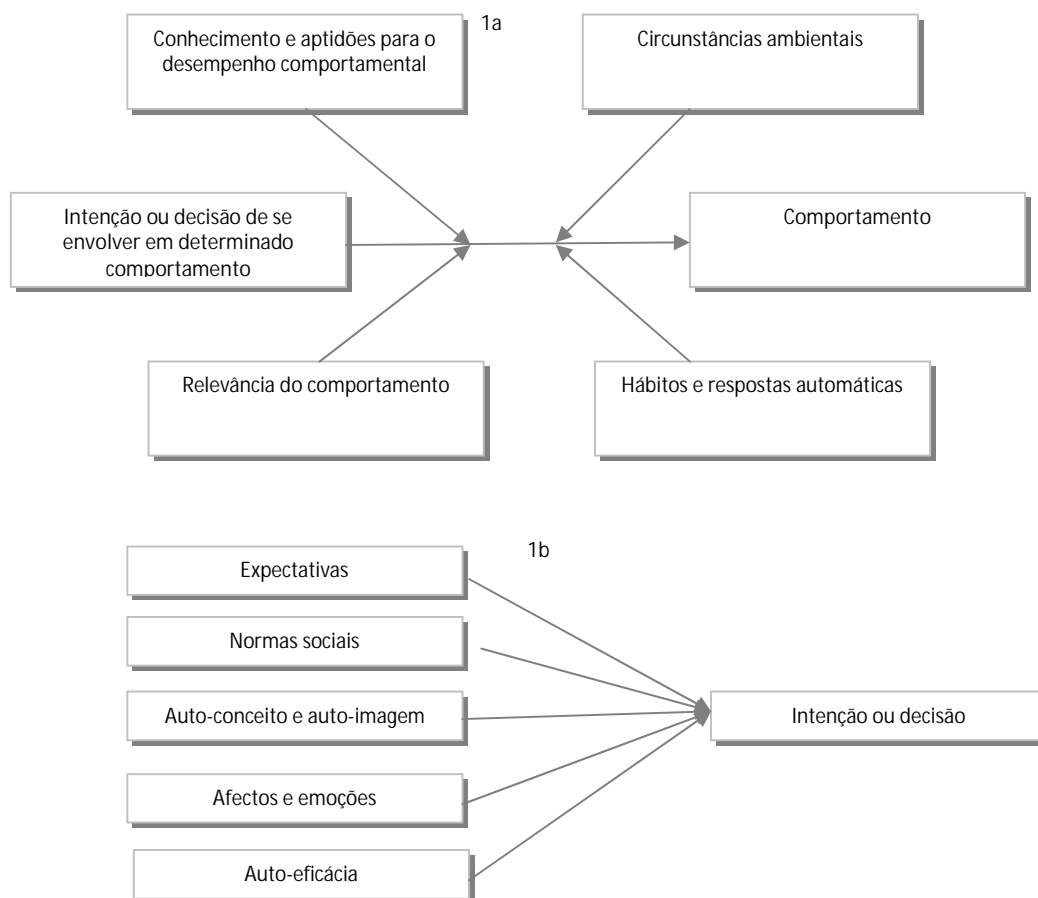 1a
Conhecimento e aptidões para o
desempenho comportamental
Circunstâncias ambientais
Intenção ou decisão de se
envolver em determinado
comportamento
Comportamento
Relevância do comportamento
Hábitos e respostas automáticas
1b
Expectativas
Normas sociais
Auto-conceito e auto-imagem
Intenção ou decisão
Afectos e emoções
Auto-eficácia